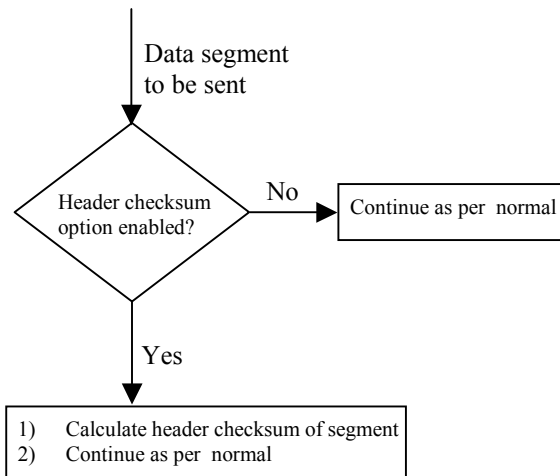 Data segment
to be sent
Header checksum
option enabled?
No
Continue as per normal
Yes
1) Calculate header checksum of segment
2) Continue as per normal